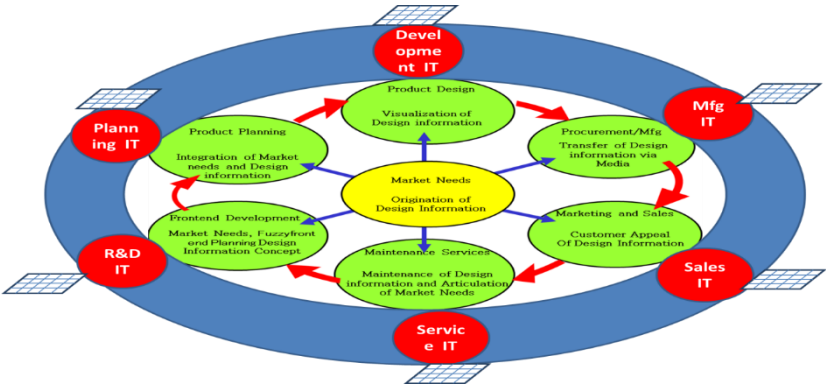 Devel
opme
nt IT
Product Design
Visualization of
Design information
Plann
ing IT
Product Planning
Integration of Market
needs and Design
information
Mfg
IT
Procurement/Mfg
Transfer of Design
information via
Media
Market Needs
Origination of
Design Information
Frontend Development
Market Needs, Fuzzyfront
end Planning Design
Information Concept
Marketing and Sales
Customer Appeal
Of Design Information
R&D
IT
Maintenance Services
Maintenance of Design
information and Articulation
of Market Needs
Sales
IT
Servic
e IT